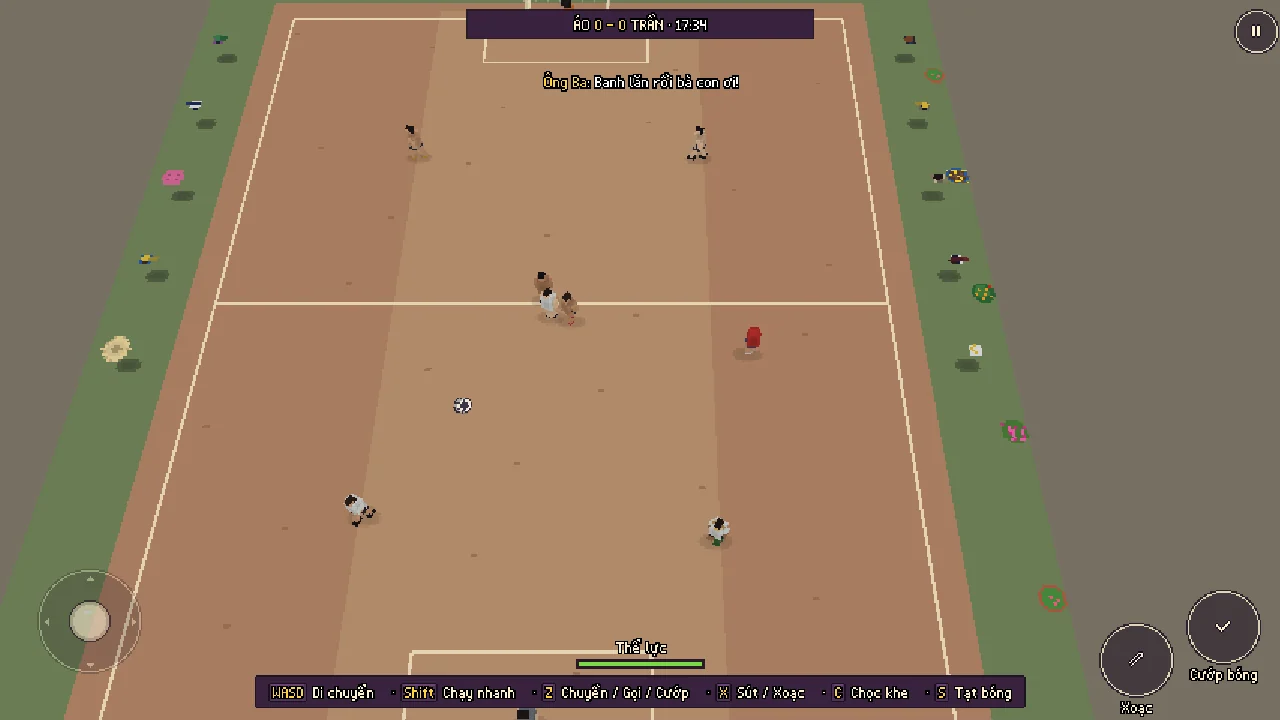 ÁO 0 - 0 TRẦN · 17:34
Ông Ba: Banh lăn rồi bà con ơi!
Thể lực
WASD Di chuyển · Shift Chạy nhanh · Z Chuyền / Gọi / Cướp · X Sút / Xoạc · C Chọc khe · S Tạt bóng
Cướp bóng
Xoạc